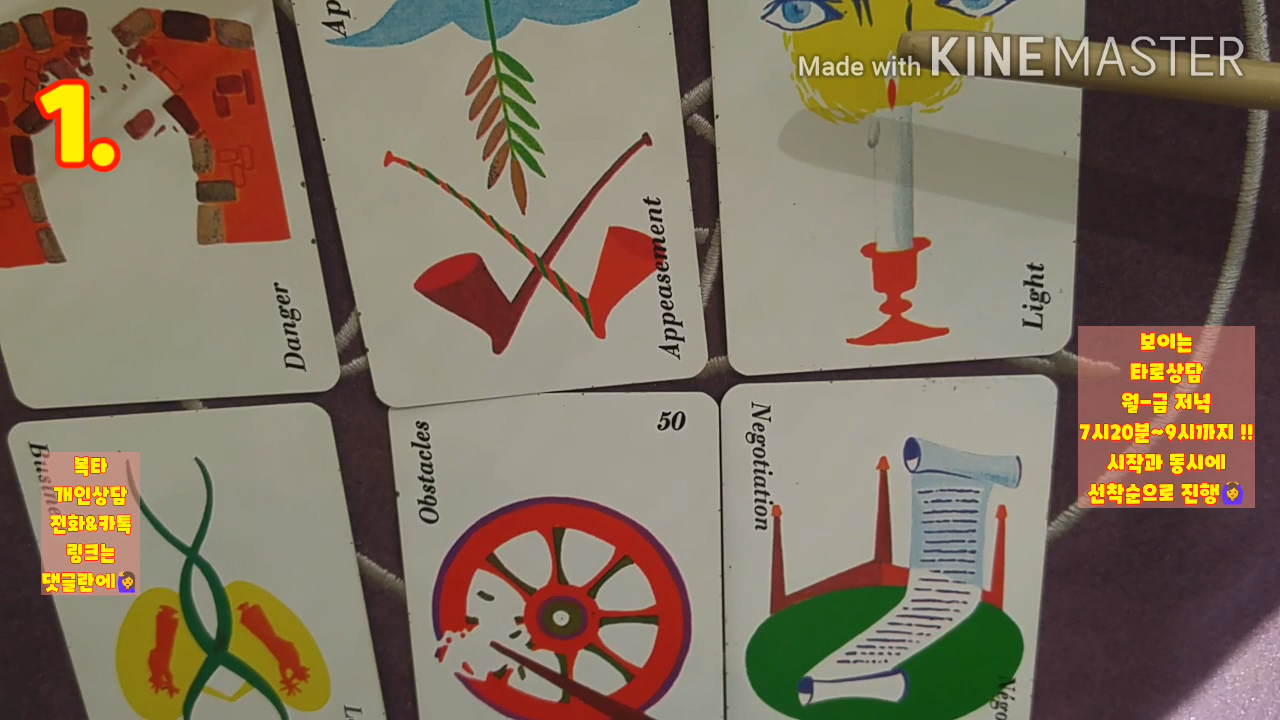 1.
Made with KINEMASTER
Danger
Appeasement
Light
보이는
타로상담
월-금 저녁
7시20분~9시까지 !!
시작과 동시에
선착순으로 진행🙆‍♀️
복타
개인상담
전화&카톡
링크는
댓글란에🙆‍♀️
Obstacles
50
Negotiation